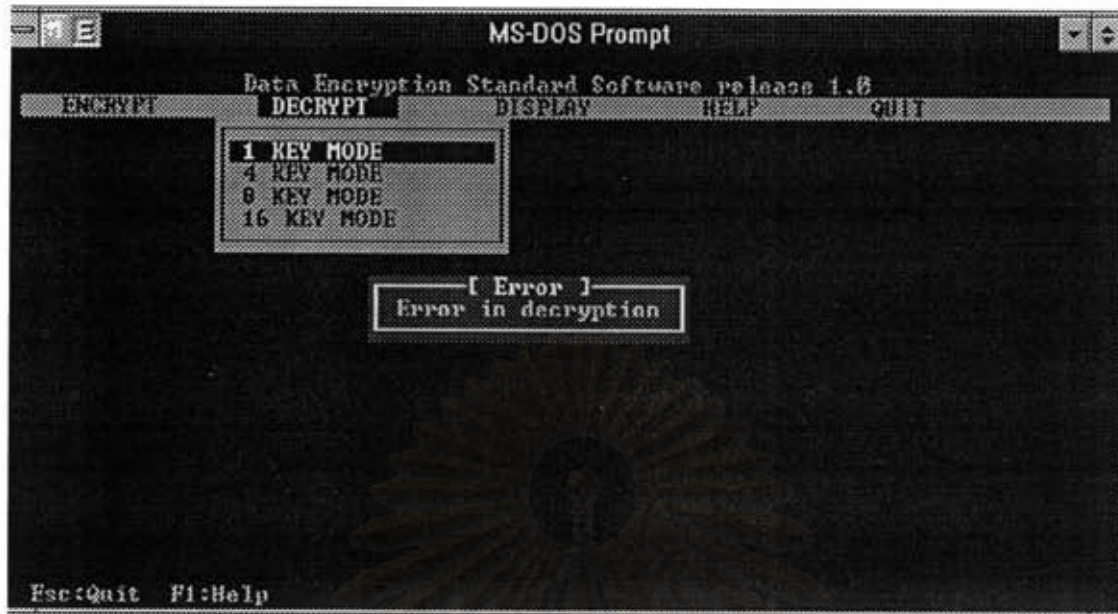 MS-DOS Prompt
Data Encryption Standard Software release 1.0
ENCRYPT DECRYPT DISPLAY HELP QUIT
1 KEY MODE
4 KEY MODE
8 KEY MODE
16 KEY MODE
[ Error ]
Error in decryption
Esc:Quit F1:Help